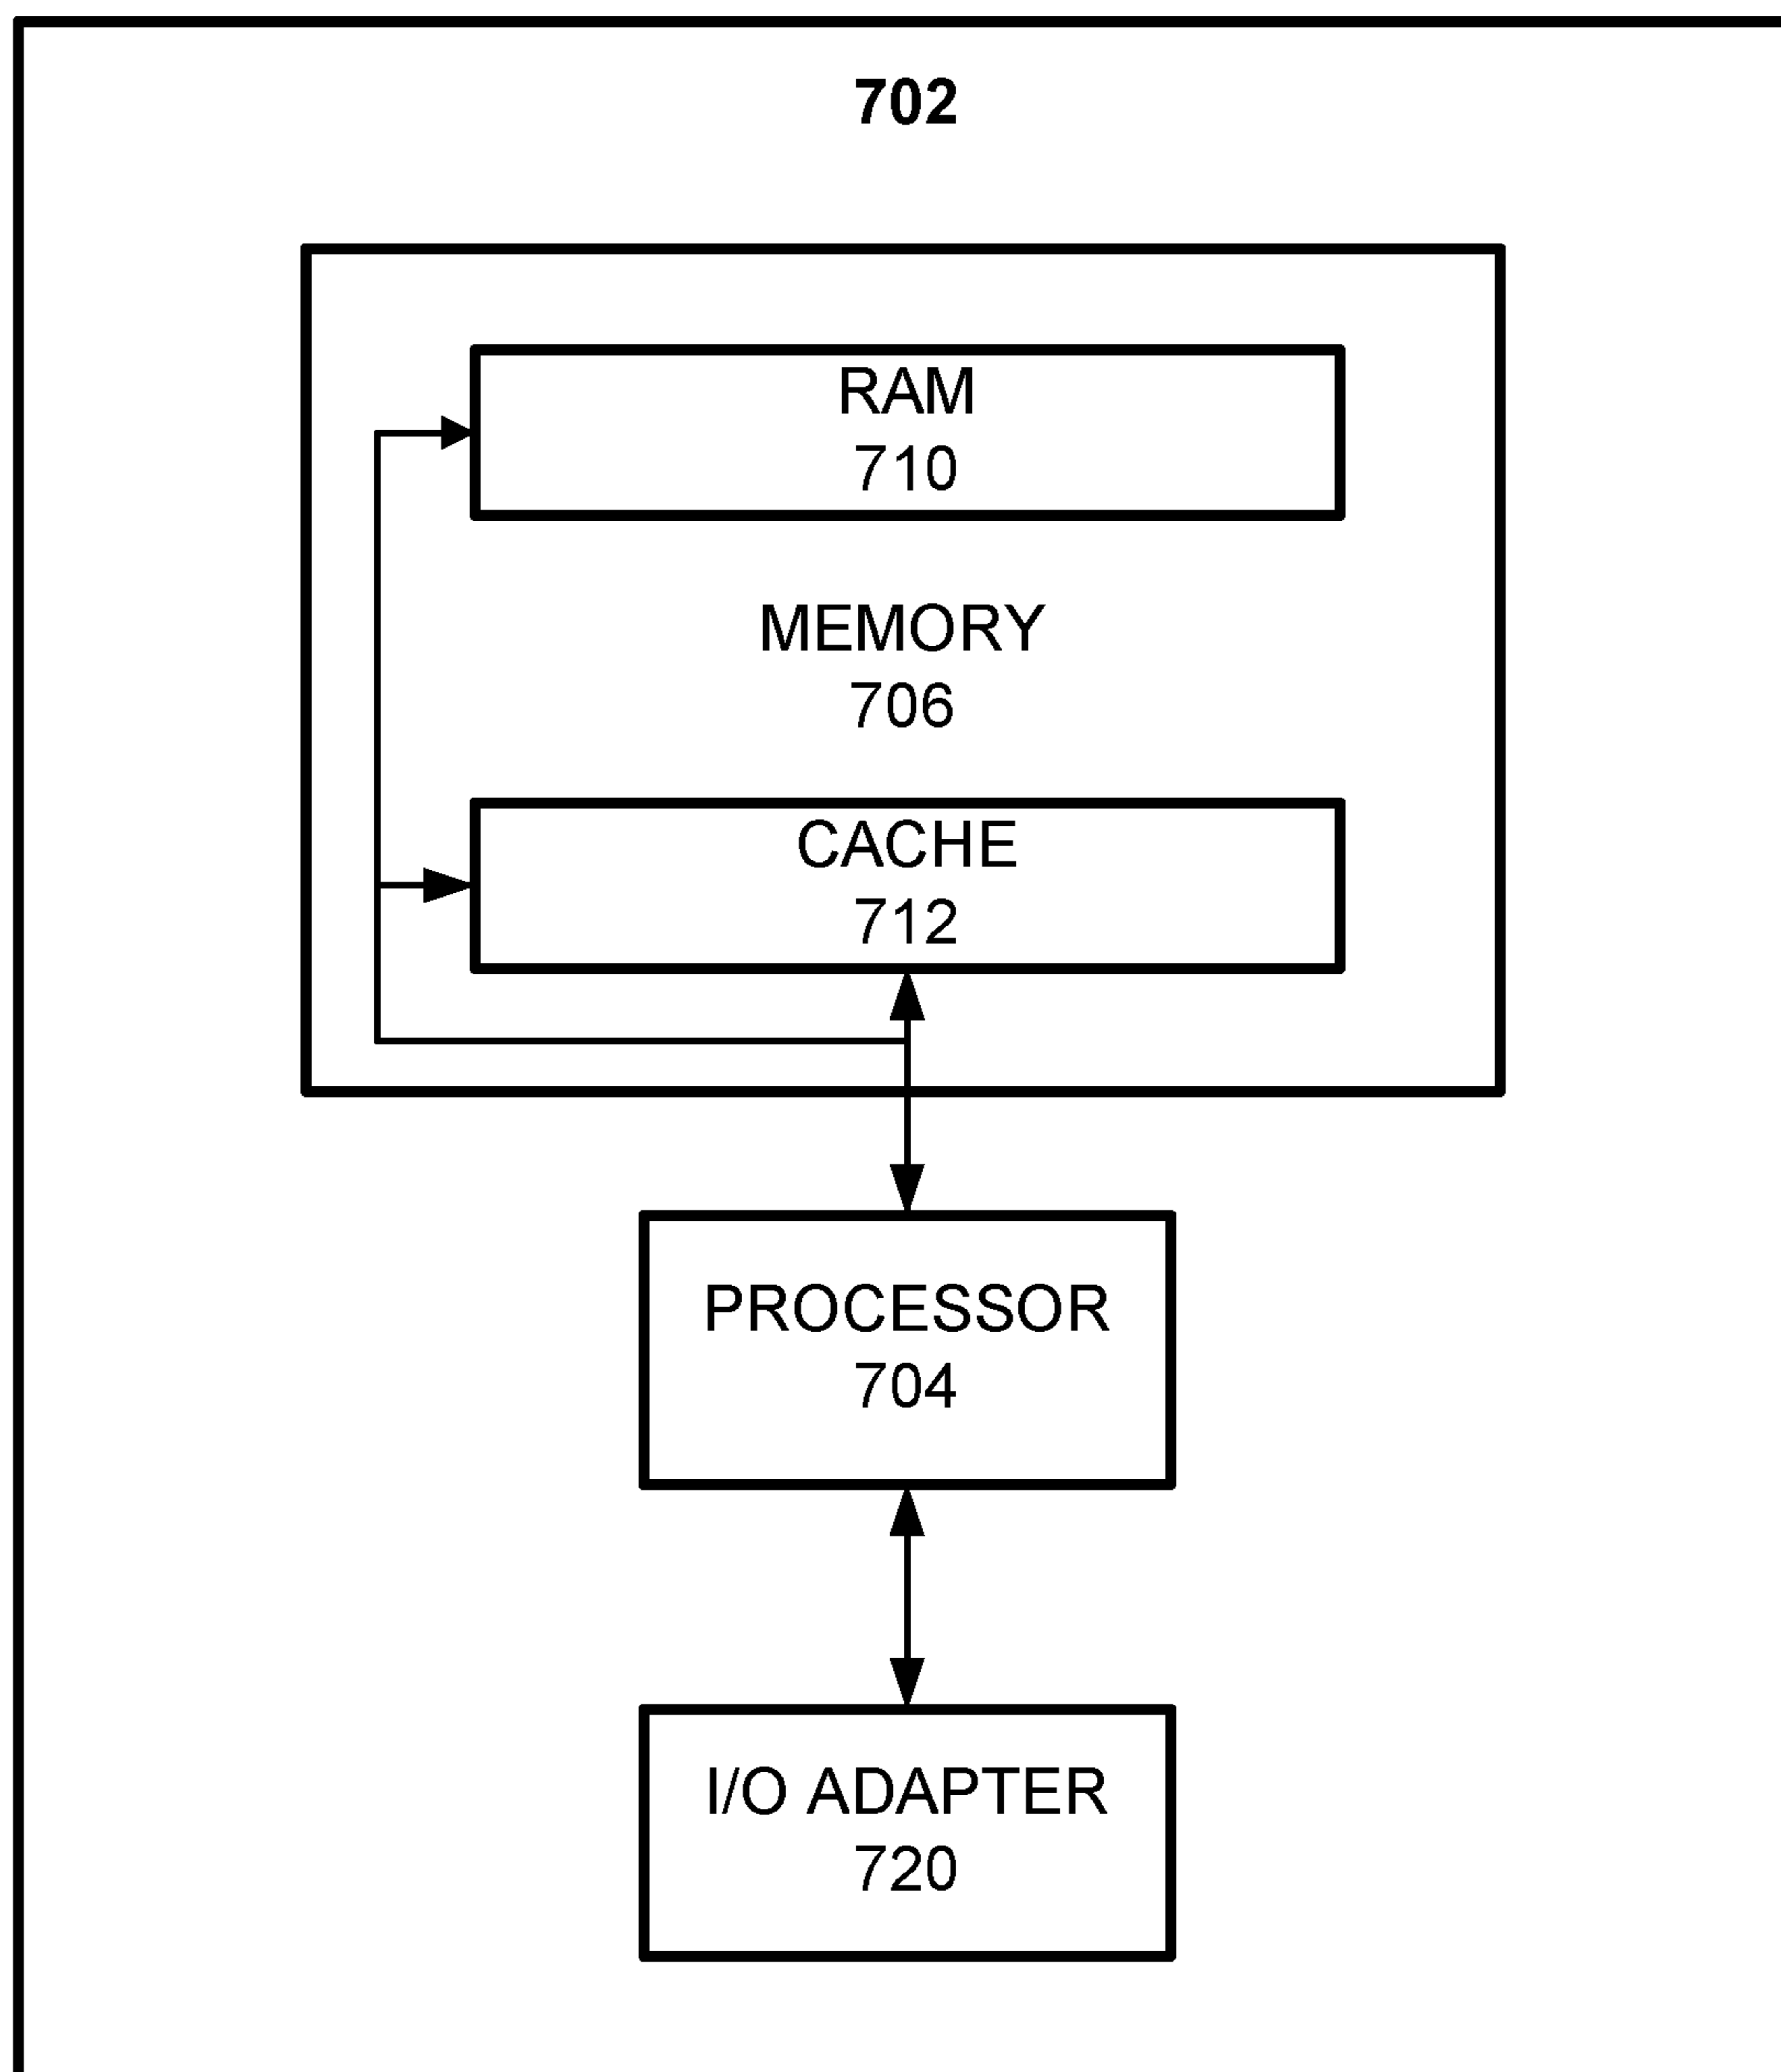 702
RAM
710
MEMORY
706
CACHE
712
PROCESSOR
704
I/O ADAPTER
720